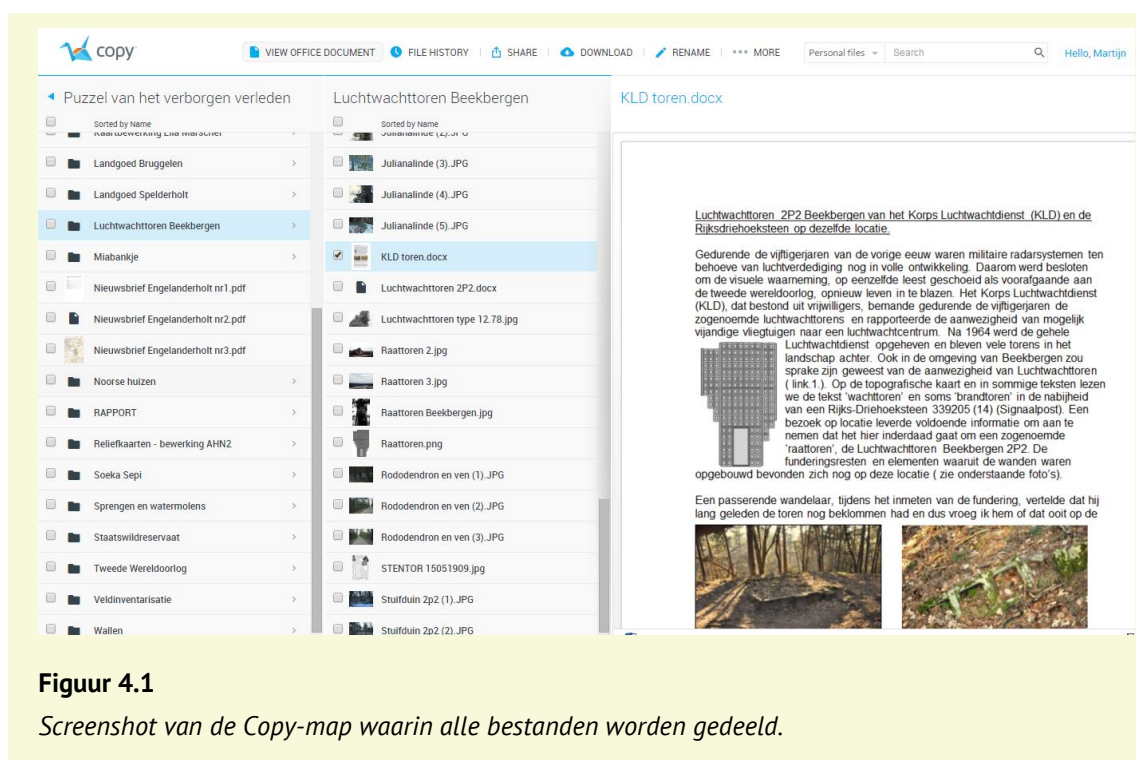 copy
VIEW OFFICE DOCUMENT
FILE HISTORY
SHARE
DOWNLOAD
RENAME
MORE
Personal files
Search
Hello, Martijn
Puzzel van het verborgen verleden
Sorted by Name
Kaartbewerking Ella Marscher
Landgoed Bruggelen
Landgoed Spelderholt
Luchtwachttoren Beekbergen
Miabankje
Nieuwsbrief Engelanderholt nr1.pdf
Nieuwsbrief Engelanderholt nr2.pdf
Nieuwsbrief Engelanderholt nr3.pdf
Noorse huizen
RAPPORT
Reliefkaarten - bewerking AHN2
Soeka Sepi
Sprengen en watermolens
Staatswildreservaat
Tweede Wereldoorlog
Veldinventarisatie
Wallen
Luchtwachttoren Beekbergen
Sorted by Name
Julianalinde (2).JPG
Julianalinde (3).JPG
Julianalinde (4).JPG
Julianalinde (5).JPG
KLD toren.docx
Luchtwachttoren 2P2.docx
Luchtwachttoren type 12.78.jpg
Raattoren 2.jpg
Raattoren 3.jpg
Raattoren Beekbergen.jpg
Raattoren.png
Rododendron en ven (1).JPG
Rododendron en ven (2).JPG
Rododendron en ven (3).JPG
STENTOR 15051909.jpg
Stuifduin 2p2 (1).JPG
Stuifduin 2p2 (2).JPG
KLD toren.docx
Luchtwachttoren 2P2 Beekbergen van het Korps Luchtwachtdienst (KLD) en de
Rijksdriehoeksteen op dezelfde locatie.
Gedurende de vijftigerjaren van de vorige eeuw waren militaire radarsystemen ten
behoeve van luchtverdediging nog in volle ontwikkeling. Daarom werd besloten
om de visuele waarneming, op eenzelfde leest geschoeid als voorafgaande aan
de tweede wereldoorlog, opnieuw leven in te blazen. Het Korps Luchtwachtdienst
(KLD), dat bestond uit vrijwilligers, bemande gedurende de vijftigerjaren de
zogenoemde luchtwachttorens en rapporteerde de aanwezigheid van mogelijk
vijandige vliegtuigen naar een luchtwachtcentrum. Na 1964 werd de gehele
Luchtwachtdienst opgeheven en bleven vele torens in het
landschap achter. Ook in de omgeving van Beekbergen zou
sprake zijn geweest van de aanwezigheid van Luchtwachttoren
( link.1.). Op de topografische kaart en in sommige teksten lezen
we de tekst 'wachttoren' en soms 'brandtoren' in de nabijheid
van een Rijks-Driehoeksteen 339205 (14) (Signaalpost). Een
bezoek op locatie leverde voldoende informatie om aan te
nemen dat het hier inderdaad gaat om een zogenoemde
'raattoren', de Luchtwachttoren Beekbergen 2P2. De
funderingsresten en elementen waaruit de wanden waren
opgebouwd bevonden zich nog op deze locatie ( zie onderstaande foto's).
Een passerende wandelaar, tijdens het inmeten van de fundering, vertelde dat hij
lang geleden de toren nog beklommen had en dus vroeg ik hem of dat ooit op de
Figuur 4.1
Screenshot van de Copy-map waarin alle bestanden worden gedeeld.